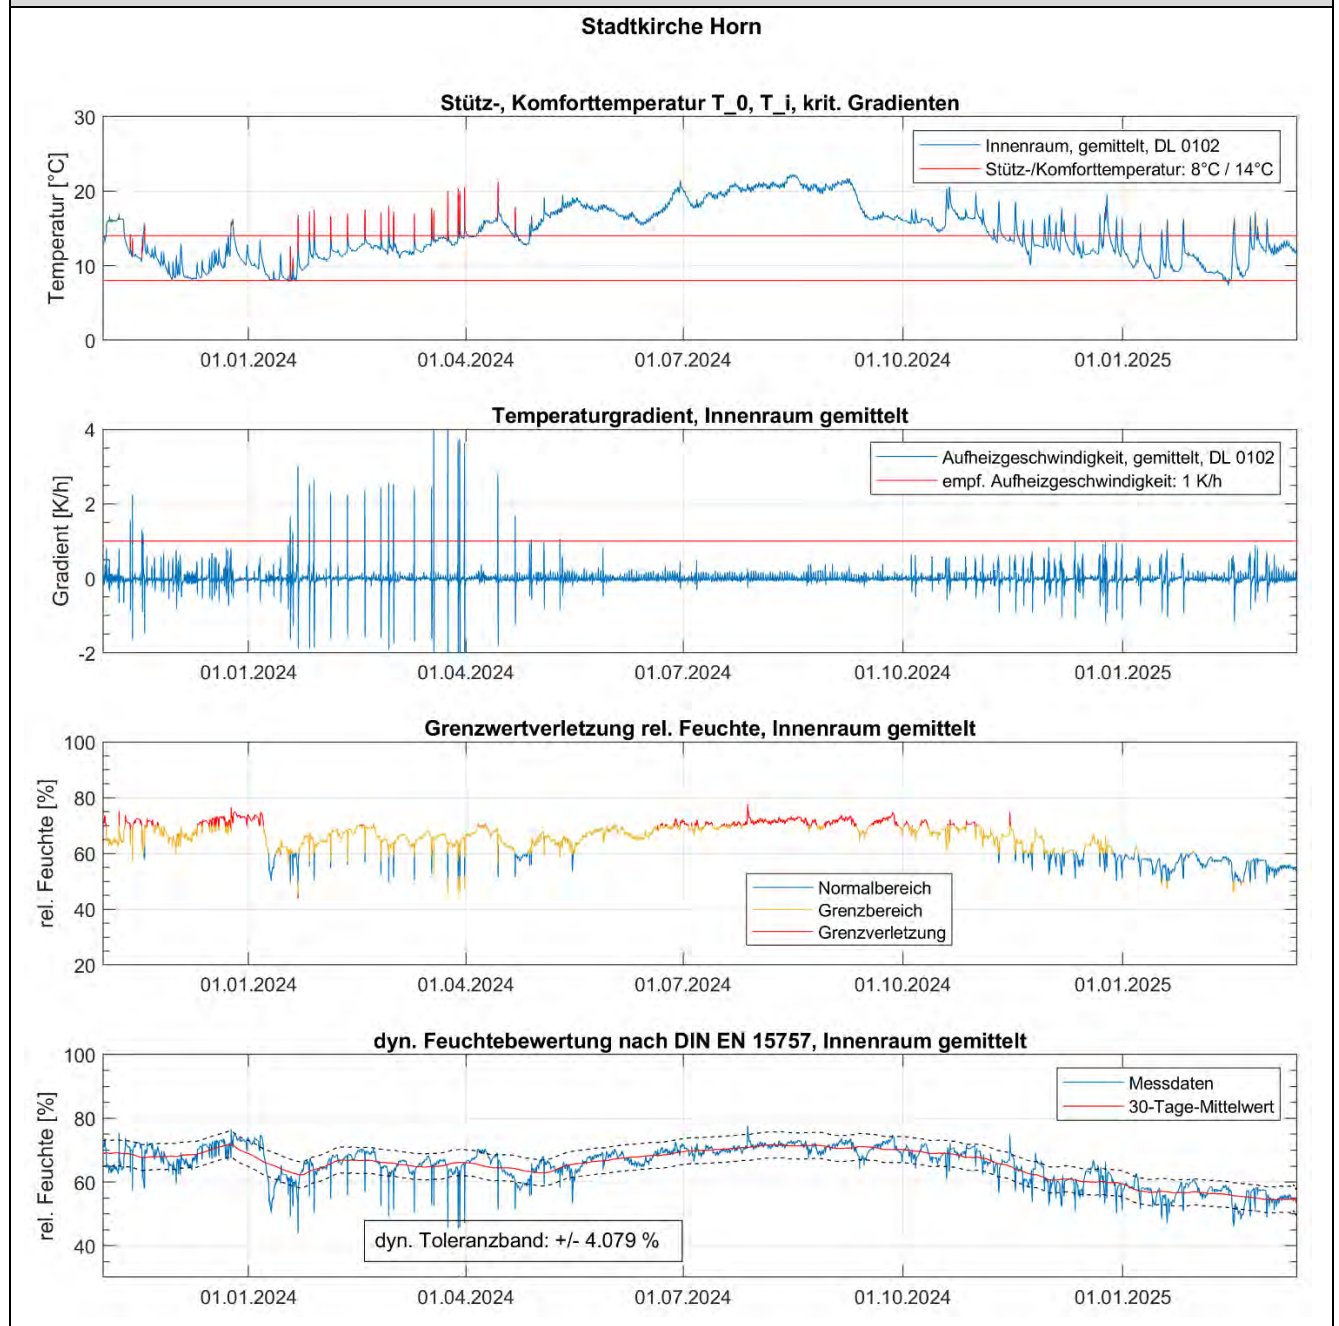 Stadtkirche Horn
Stütz-, Komforttemperatur T_0, T_i, krit. Gradienten
Temperatur [°C]
30
20
10
0
Innenraum, gemittelt, DL 0102
Stütz-/Komforttemperatur: 8°C / 14°C
01.01.2024
01.04.2024
01.07.2024
01.10.2024
01.01.2025
Temperaturgradient, Innenraum gemittelt
Gradient [K/h]
4
2
0
-2
Aufheizgeschwindigkeit, gemittelt, DL 0102
empf. Aufheizgeschwindigkeit: 1 K/h
01.01.2024
01.04.2024
01.07.2024
01.10.2024
01.01.2025
Grenzwertverletzung rel. Feuchte, Innenraum gemittelt
rel. Feuchte [%]
100
80
60
40
20
Normalbereich
Grenzbereich
Grenzverletzung
01.01.2024
01.04.2024
01.07.2024
01.10.2024
01.01.2025
dyn. Feuchtebewertung nach DIN EN 15757, Innenraum gemittelt
rel. Feuchte [%]
100
80
60
40
Messdaten
30-Tage-Mittelwert
dyn. Toleranzband: +/- 4.079 %
01.01.2024
01.04.2024
01.07.2024
01.10.2024
01.01.2025